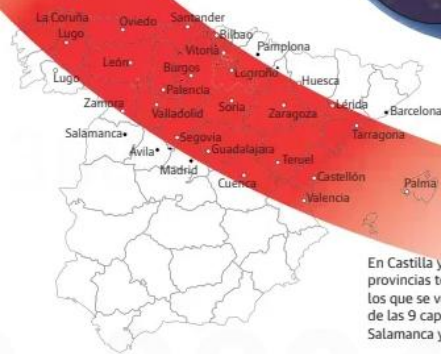 La Coruña
Oviedo
Santander
Lugo
Bilbao
Vitoria
Pamplona
León
Burgos
Logroño
Huesca
Lugo
Palencia
Zamora
Valladolid
Soria
Zaragoza
Lérida
Barcelona
Salamanca
Segovia
Tarragona
Ávila
Guadalajara
Madrid
Teruel
Cuenca
Castellón
Palma
Valencia
En Castilla y
provincias
los que se
de las 9
Salamanca y